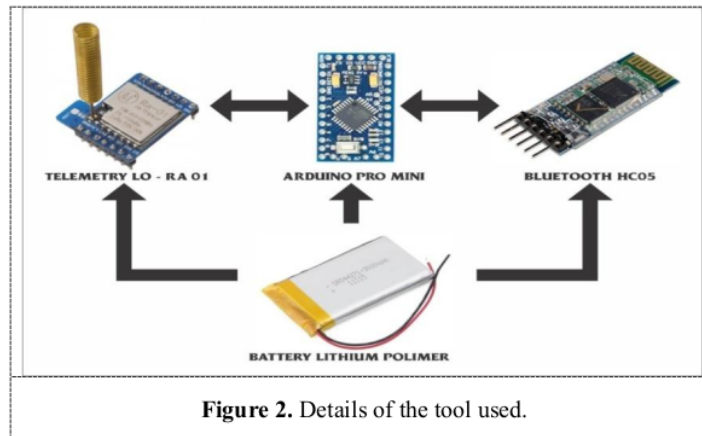 TELEMETRY LO - RA 01
ARDUINO PRO MINI
BLUETOOTH HC05
BATTERY LITHIUM POLIMER
Figure 2. Details of the tool used.